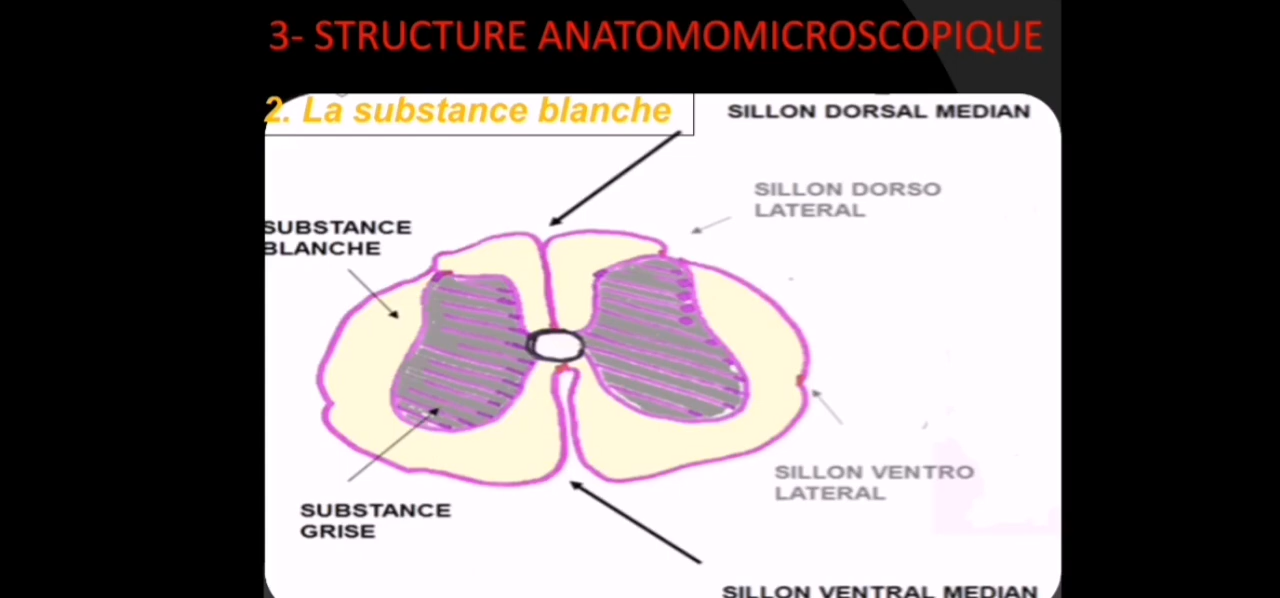 3- STRUCTURE ANATOMOMICROSCOPIQUE
2. La substance blanche
SILLON DORSAL MEDIAN
SILLON DORSO
LATERAL
SUBSTANCE
BLANCHE
SILLON VENTRO
LATERAL
SUBSTANCE
GRISE
SILLON VENTRAL MEDIAN